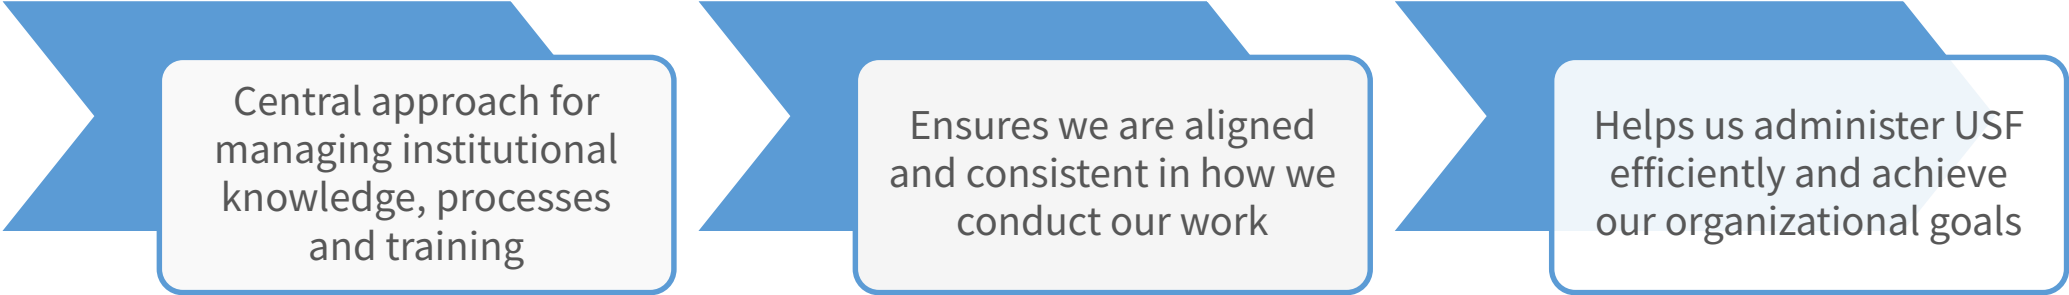 Central approach for
managing institutional
knowledge, processes
and training
Ensures we are aligned
and consistent in how we
conduct our work
Helps us administer USF
efficiently and achieve
our organizational goals